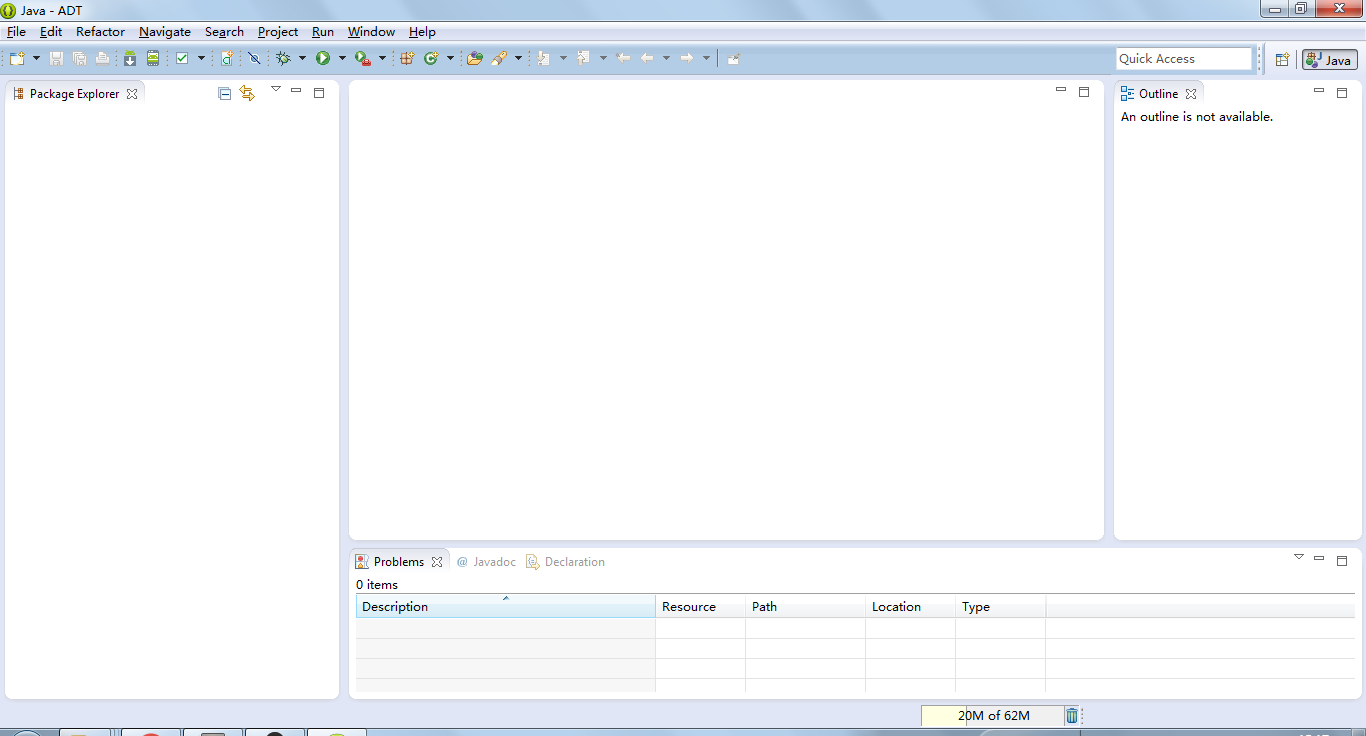 Java - ADT
File Edit Refactor Navigate Search Project Run Window Help
Quick Access
Java
Package Explorer
Outline
An outline is not available.
Problems @ Javadoc Declaration
0 items
Description Resource Path Location Type
20M of 62M